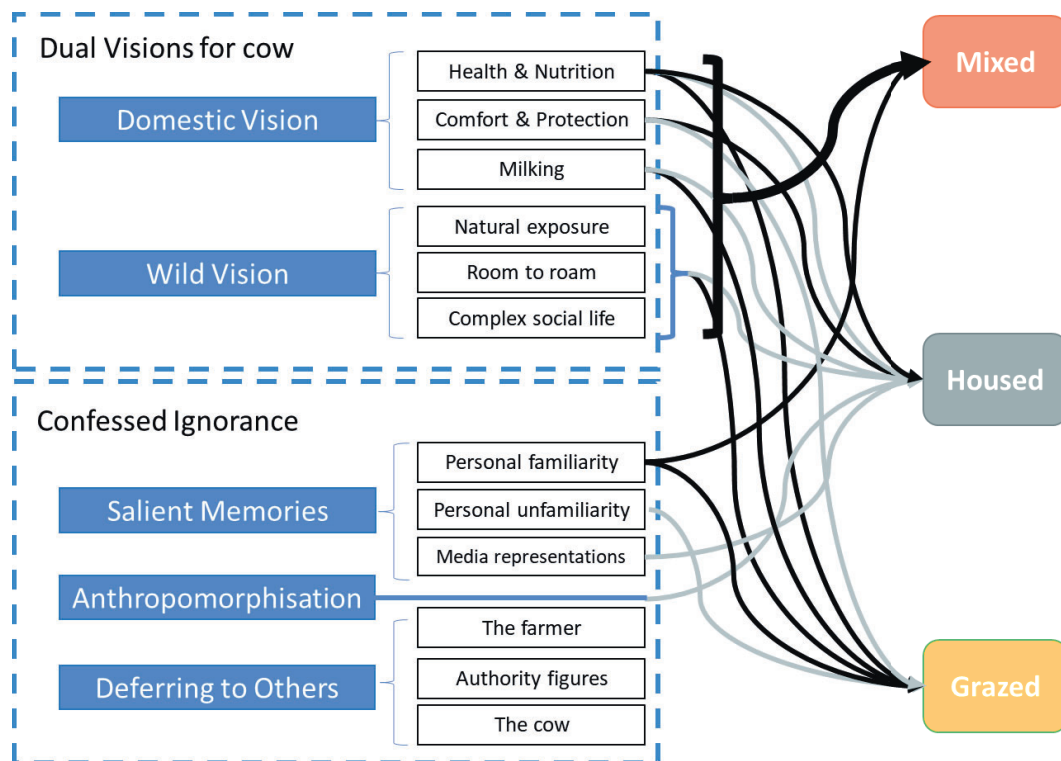 Dual Visions for cow
Domestic Vision
Health & Nutrition
Comfort & Protection
Milking
Wild Vision
Natural exposure
Room to roam
Complex social life
Confessed Ignorance
Salient Memories
Personal familiarity
Personal unfamiliarity
Media representations
Anthropomorphisation
Deferring to Others
The farmer
Authority figures
The cow
Mixed
Housed
Grazed